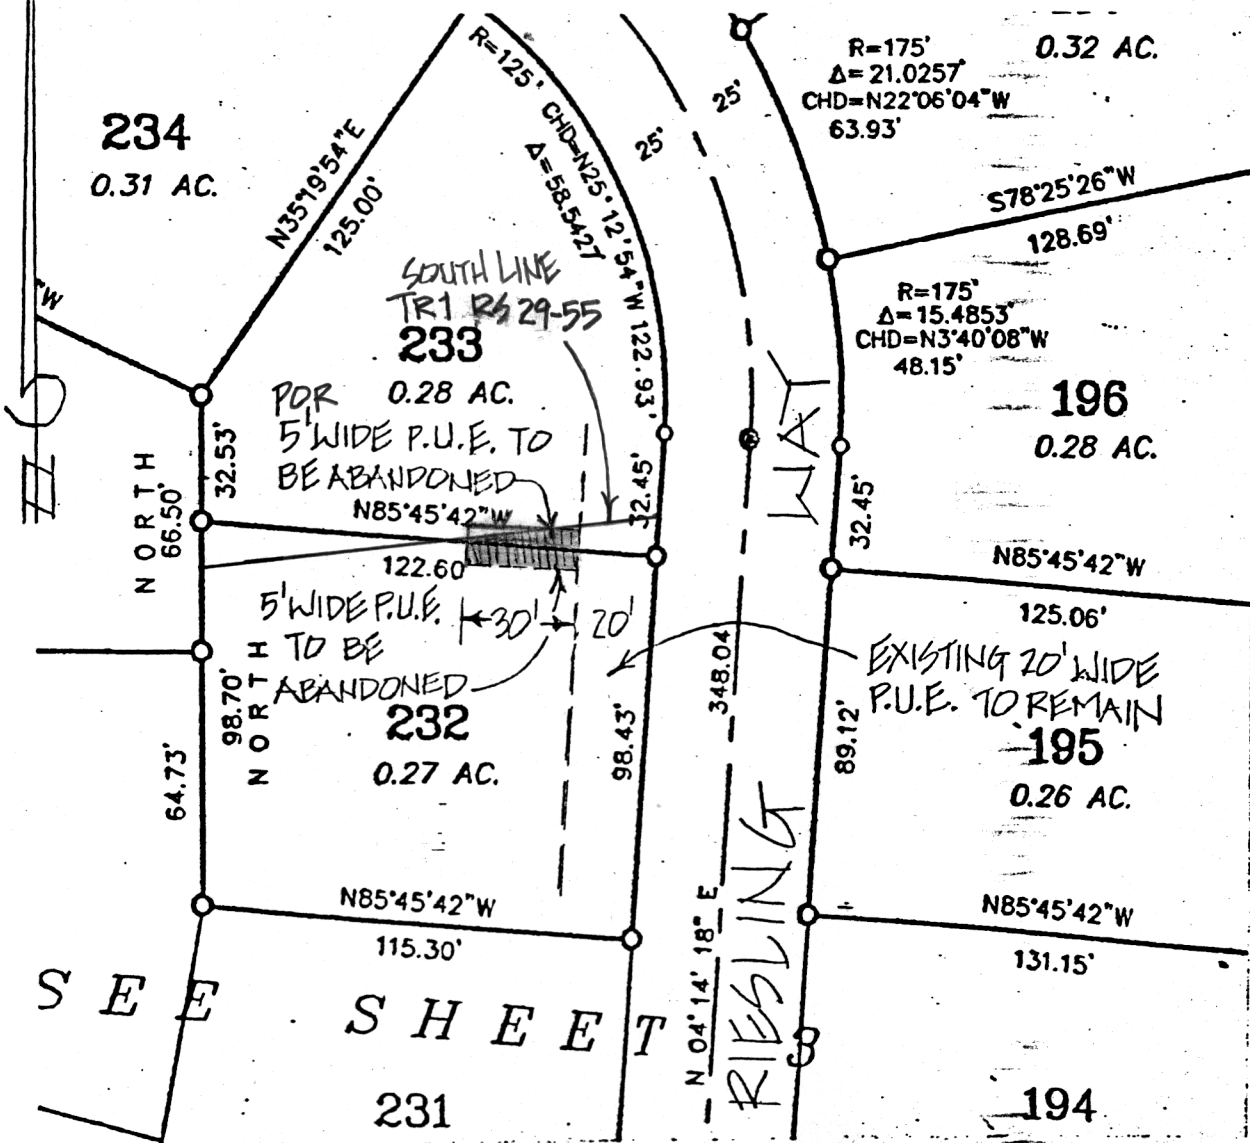 R=175'
Δ=21.0257'
CHD=N22°06'04"W
63.93'
0.32 AC.
25'
25'
R=125' CHD=N25°12'54"W 122.93'
Δ=58.5427
234
0.31 AC.
N35°19'54"E
125.00'
S78°25'26"W
128.69'
SOUTH LINE
TR1 RS 29-55
233
0.28 AC.
"W
R=175'
Δ=15.4853'
CHD=N3°40'08"W
48.15'
196
0.28 AC.
POR
5' WIDE P.U.E. TO
BE ABANDONED
32.53'
NORTH
66.50'
N85°45'42"W
122.60
32.45'
32.45'
N85°45'42"W
125.06'
5' WIDE P.U.E.
TO BE
ABANDONED
30'
20'
EXISTING 20' WIDE
P.U.E. TO REMAIN
232
0.27 AC.
98.70'
NORTH
64.73'
98.43'
348.04
89.12'
195
0.26 AC.
N85°45'42"W
115.30'
N85°45'42"W
131.15'
N 04°14'18" E
RIESLING WAY
SEE SHEET 3
231
194